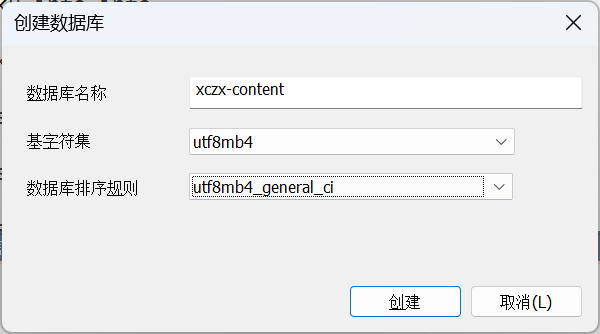 创建数据库
数据库名称 xczx-content
基字符集 utf8mb4
数据库排序规则 utf8mb4_general_ci
创建 取消(L)